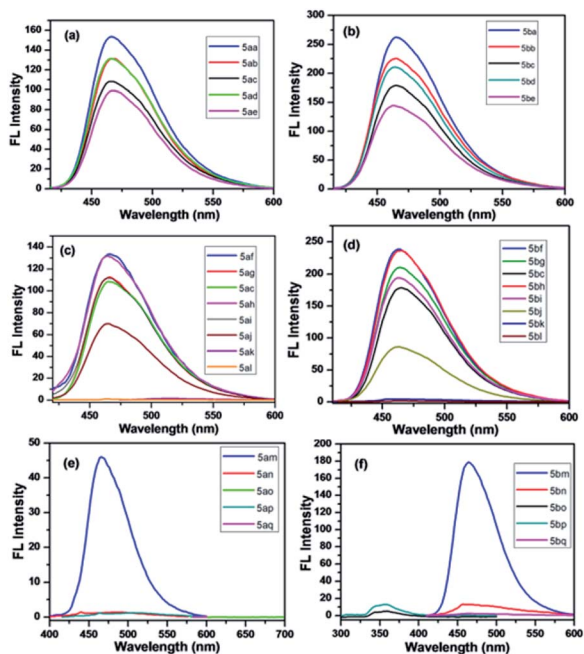 (a)
5aa
5ab
5ac
5ad
5ae
160
140
120
100
80
60
40
20
0
450 500 550 600
FL Intensity
Wavelength (nm)
(b)
5ba
5bb
5bc
5bd
5be
300
250
200
150
100
50
0
450 500 550 600
FL Intensity
Wavelength (nm)
(c)
5af
5ag
5ac
5ah
5ai
5aj
5ak
5al
140
120
100
80
60
40
20
0
450 500 550 600
FL Intensity
Wavelength (nm)
(d)
5bf
5bg
5bc
5bh
5bi
5bj
5bk
5bl
250
200
150
100
50
0
450 500 550 600
FL Intensity
Wavelength (nm)
(e)
5am
5an
5ao
5ap
5aq
50
40
30
20
10
0
400 450 500 550 600 650 700
FL Intensity
Wavelength (nm)
(f)
5bm
5bn
5bo
5bp
5bq
200
180
160
140
120
100
80
60
40
20
0
300 350 400 450 500 550 600
FL Intensity
Wavelength (nm)